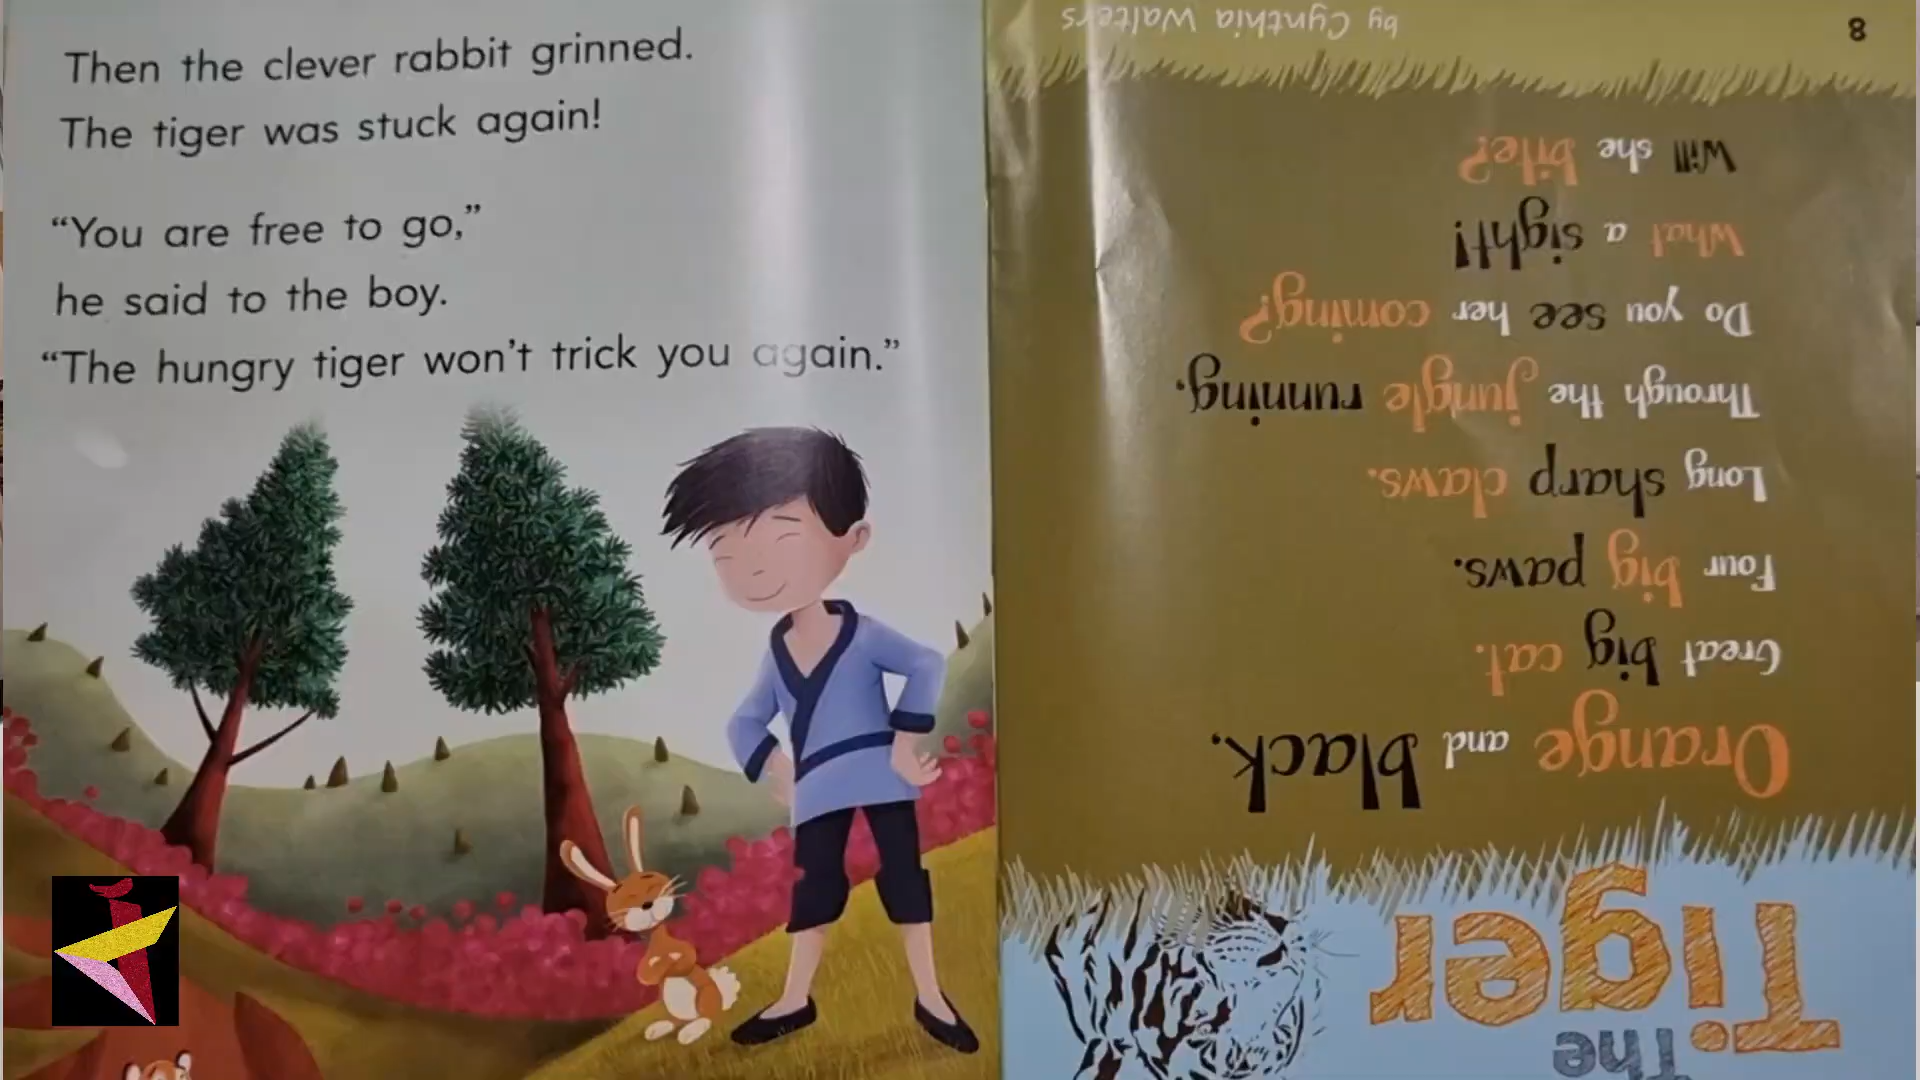 Then the clever rabbit grinned.
The tiger was stuck again!
“You are free to go,”
he said to the boy.
“The hungry tiger won’t trick you again.”
The
Tiger
Orange and black.
Great big cat.
Four big paws.
Long sharp claws.
Through the jungle running.
Do you see her coming?
What a sight!
Will she bite?
by Cynthia Walters
8